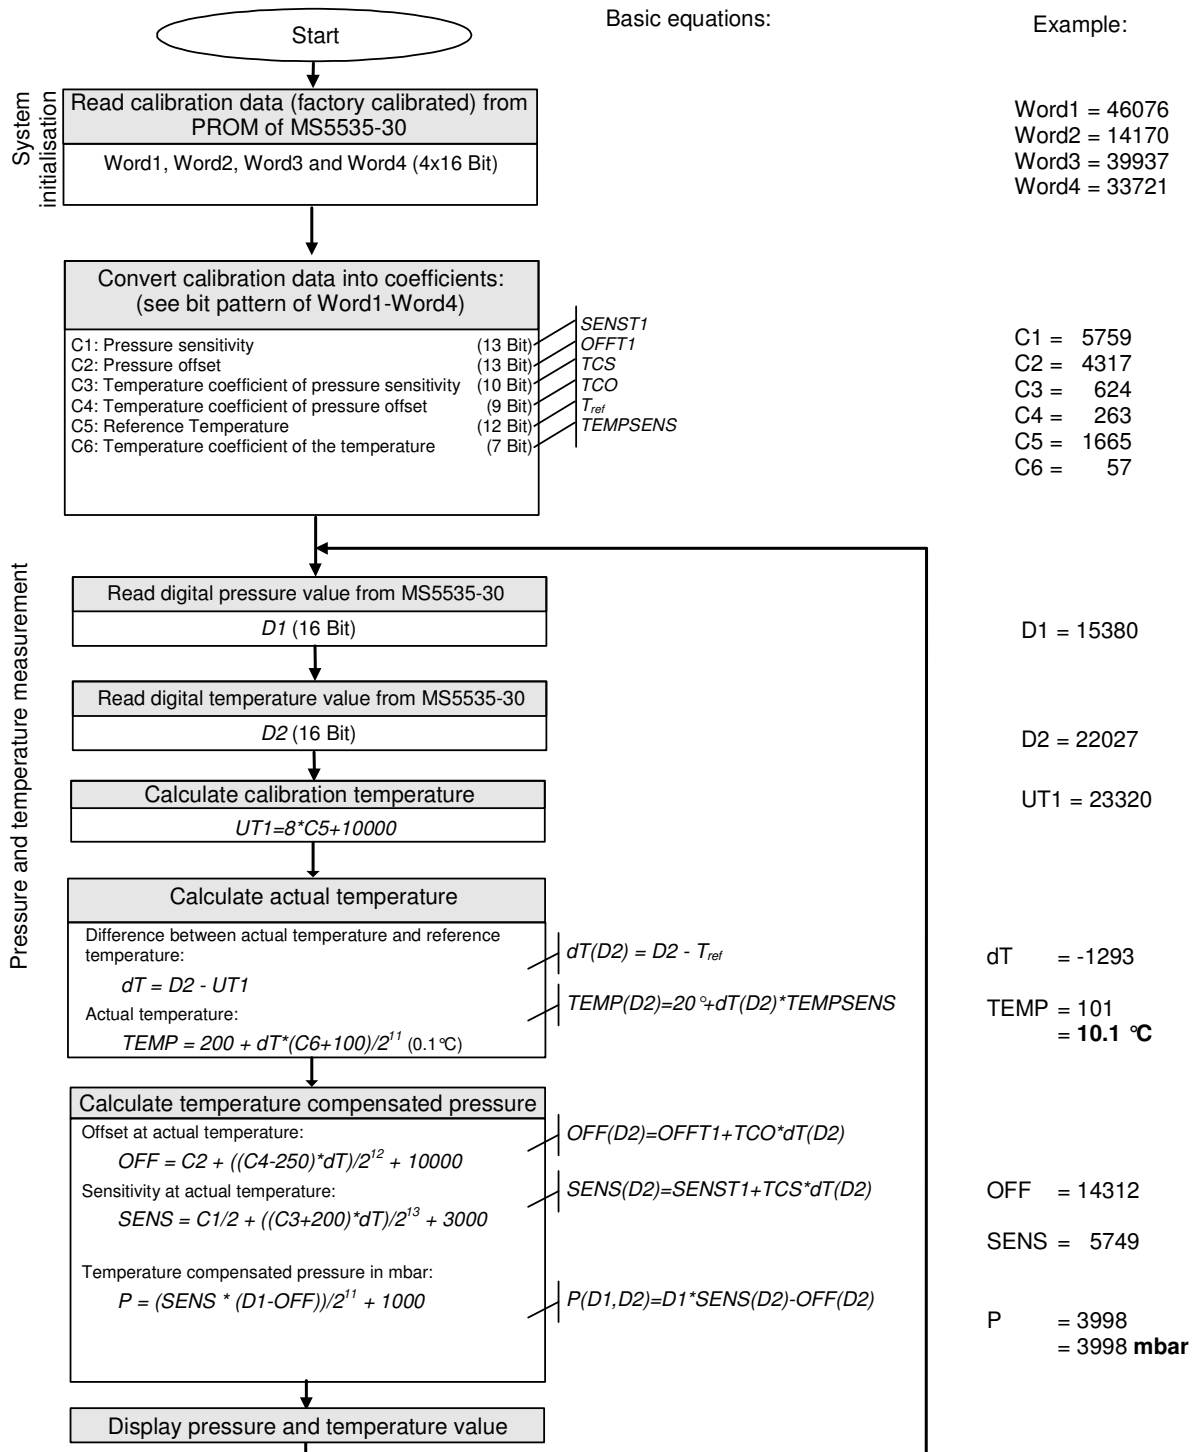 Basic equations:
Example:
Start
System
initialisation
Read calibration data (factory calibrated) from
PROM of MS5535-30
Word1, Word2, Word3 and Word4 (4x16 Bit)
Word1 = 46076
Word2 = 14170
Word3 = 39937
Word4 = 33721
Convert calibration data into coefficients:
(see bit pattern of Word1-Word4)
C1: Pressure sensitivity (13 Bit) SENST1
C2: Pressure offset (13 Bit) OFFT1
C3: Temperature coefficient of pressure sensitivity (10 Bit) TCS
C4: Temperature coefficient of pressure offset (9 Bit) TCO
C5: Reference Temperature (12 Bit) Tref
C6: Temperature coefficient of the temperature (7 Bit) TEMPSENS
C1 = 5759
C2 = 4317
C3 = 624
C4 = 263
C5 = 1665
C6 = 57
Pressure and temperature measurement
Read digital pressure value from MS5535-30
D1 (16 Bit)
D1 = 15380
Read digital temperature value from MS5535-30
D2 (16 Bit)
D2 = 22027
Calculate calibration temperature
UT1=8*C5+10000
UT1 = 23320
Calculate actual temperature
Difference between actual temperature and reference
temperature:
dT = D2 - UT1
dT(D2) = D2 - Tref
dT = -1293
Actual temperature:
TEMP = 200 + dT*(C6+100)/2¹¹ (0.1°C)
TEMP(D2)=20°+dT(D2)*TEMPSENS
TEMP = 101
= 10.1 °C
Calculate temperature compensated pressure
Offset at actual temperature:
OFF = C2 + ((C4-250)*dT)/2¹² + 10000
OFF(D2)=OFFT1+TCO*dT(D2)
OFF = 14312
Sensitivity at actual temperature:
SENS = C1/2 + ((C3+200)*dT)/2¹³ + 3000
SENS(D2)=SENST1+TCS*dT(D2)
SENS = 5749
Temperature compensated pressure in mbar:
P = (SENS * (D1-OFF))/2¹¹ + 1000
P(D1,D2)=D1*SENS(D2)-OFF(D2)
P = 3998
= 3998 mbar
Display pressure and temperature value